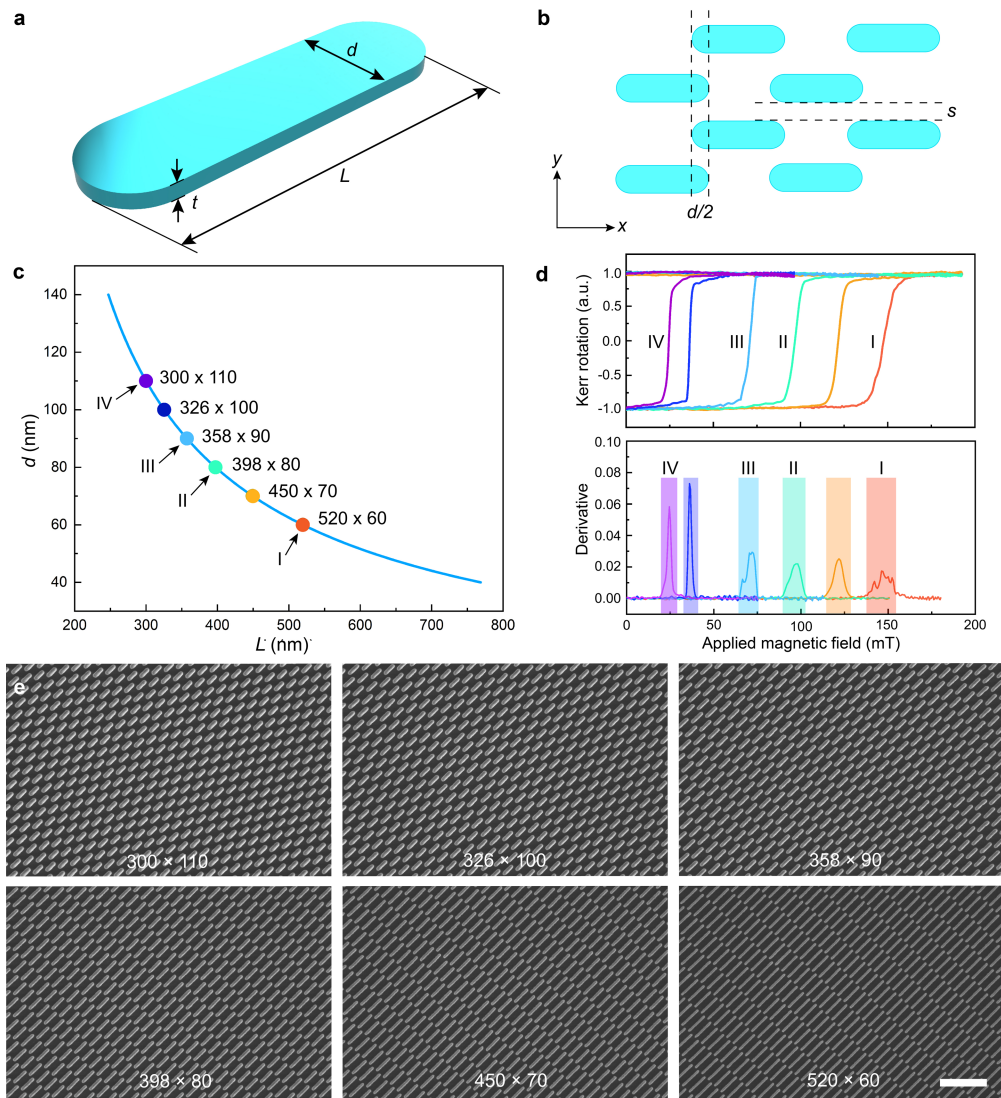 a
d
L
t
b
s
y
x
d/2
c
d (nm)
140
120
100
80
60
40
200 300 400 500 600 700 800
L (nm)
300 x 110
326 x 100
358 x 90
398 x 80
450 x 70
520 x 60
IV
III
II
I
d
Kerr rotation (a.u.)
1.0
0.5
0.0
-0.5
-1.0
IV III II I
Derivative
0.10
0.08
0.06
0.04
0.02
0.00
IV III II I
0 50 100 150 200
Applied magnetic field (mT)
e
300 × 110
326 × 100
358 × 90
398 × 80
450 × 70
520 × 60